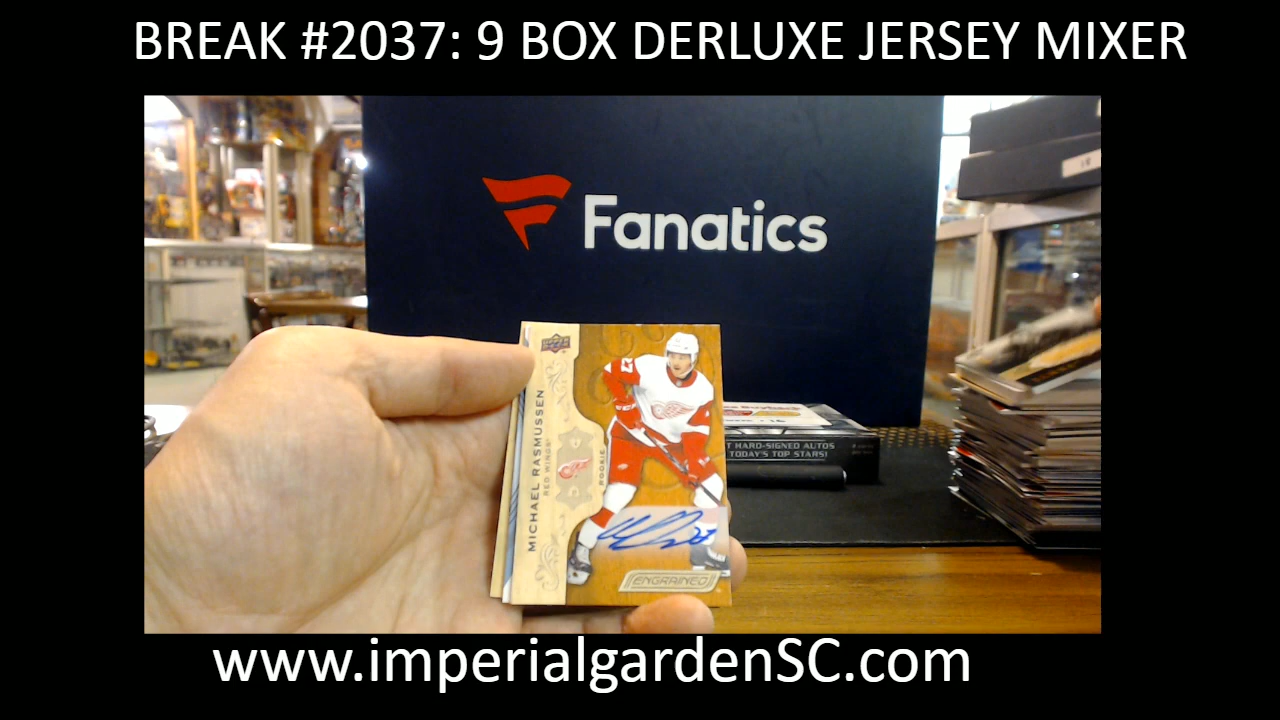 BREAK #2037: 9 BOX DERLUXE JERSEY MIXER
Fanatics
MICHAEL RASMUSSEN
RED WINGS
ROOKIE
ENGRAINED
HARD-SIGNED AUTOS
TODAY'S TOP STARS!
www.imperialgardenSC.com